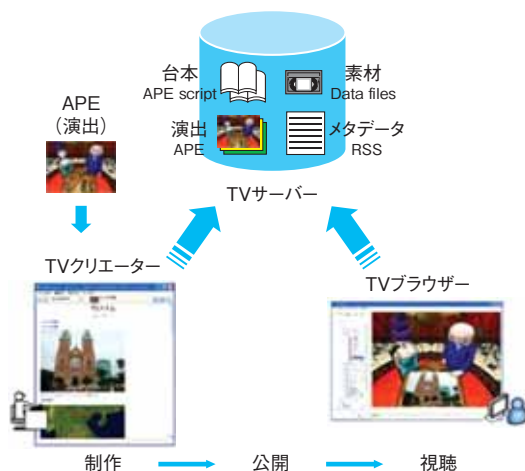 台本
APE script
素材
Data files
APE
（演出）
演出
APE
メタデータ
RSS
TVサーバー
TVクリエーター
TVブラウザー
制作
公開
視聴